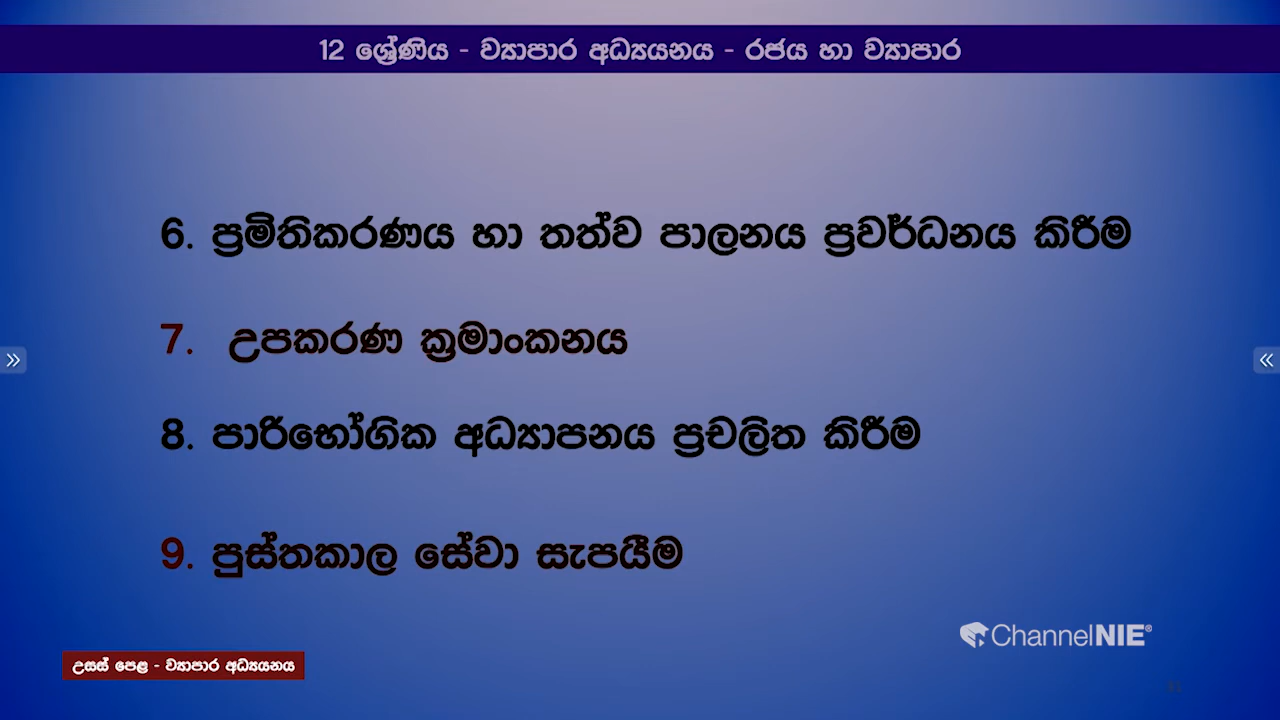 12 ශ්‍රේණිය - ව්‍යාපාර අධ්‍යයනය - රජය හා ව්‍යාපාර
6. ප්‍රමිතිකරණය හා තත්ව පාලනය ප්‍රවර්ධනය කිරීම
7. උපකරණ ක්‍රමාංකනය
8. පාරිභෝගික අධ්‍යාපනය ප්‍රචලිත කිරීම
9. පුස්තකාල සේවා සැපයීම
ChannelNIE®
උසස් පෙළ - ව්‍යාපාර අධ්‍යයනය